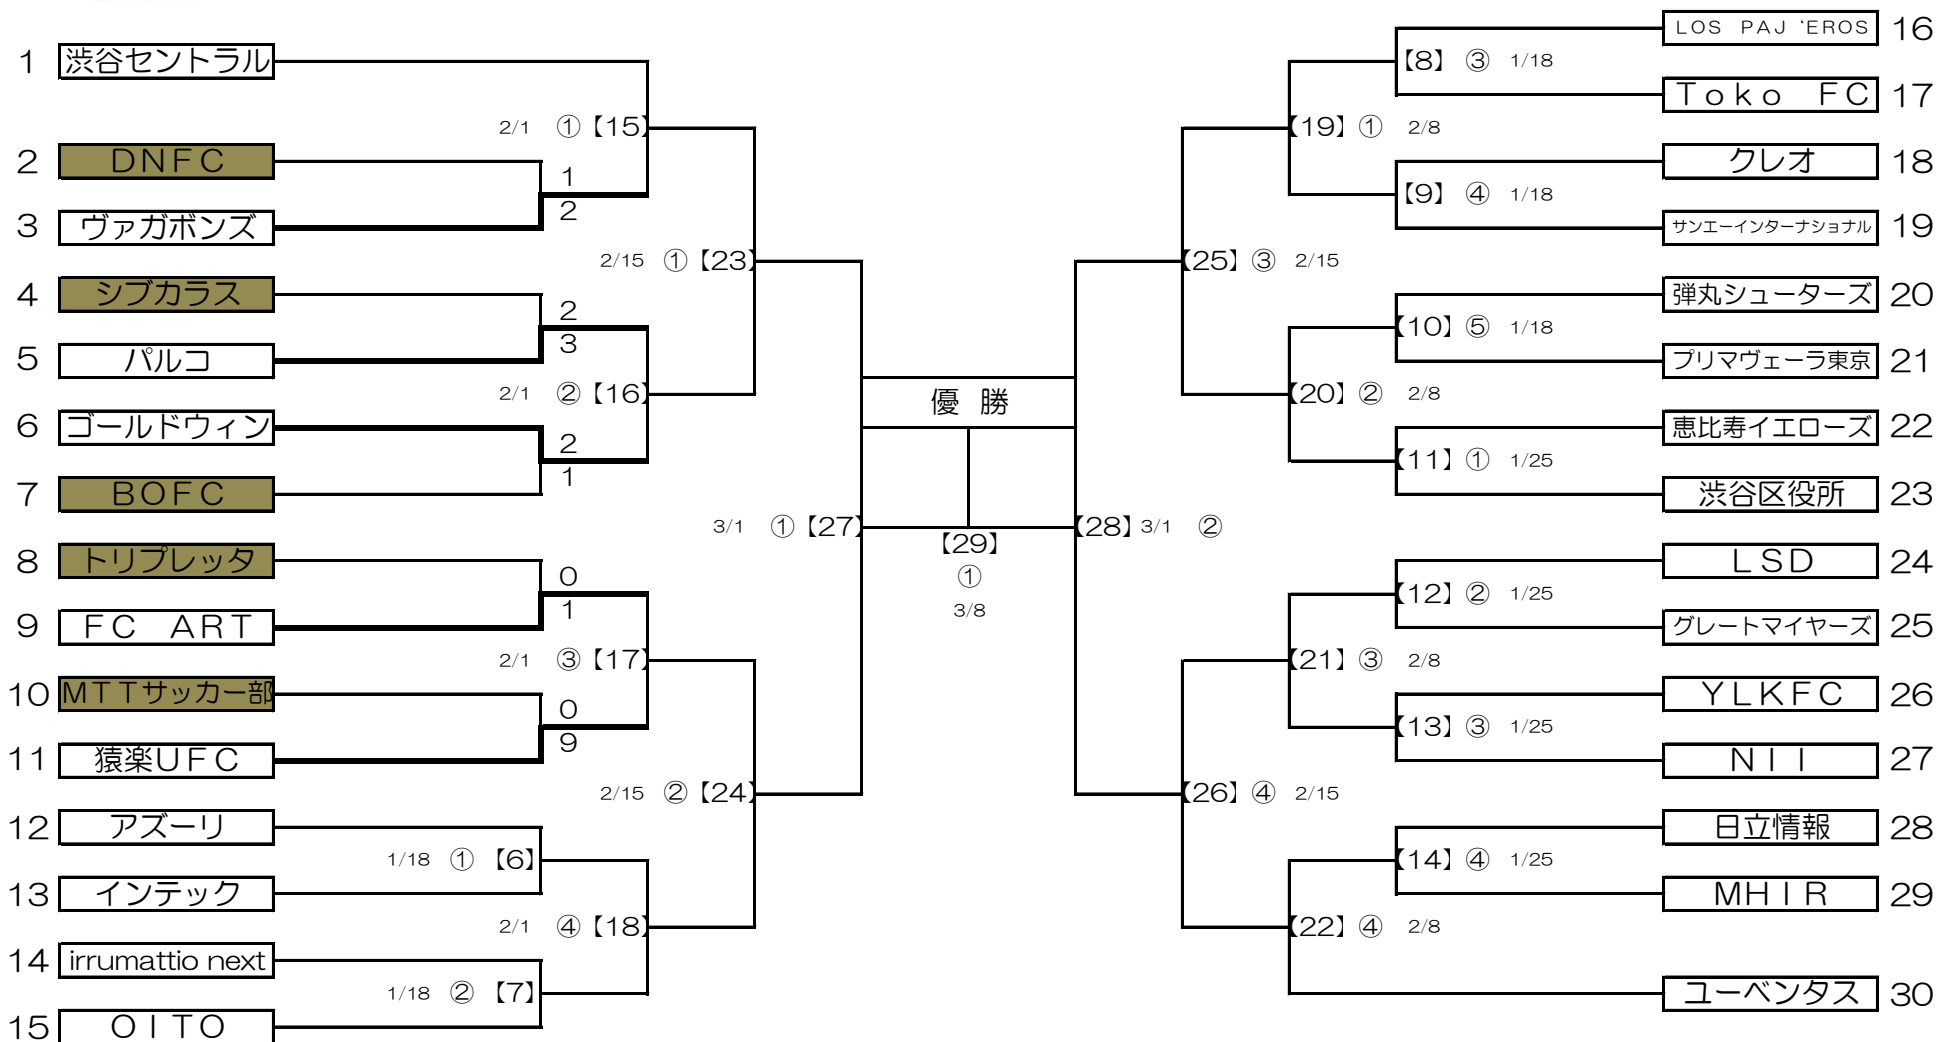 1 渋谷セントラル
2/1 ① 【15】
2 DNFC
1
3 ヴァガボンズ
2
2/15 ① 【23】
4 シブカラス
2
5 パルコ
3
2/1 ② 【16】
6 ゴールドウィン
2
7 BOFC
1
3/1 ① 【27】
8 トリプレッタ
0
9 FC ART
1
2/1 ③ 【17】
10 MTTサッカー部
0
11 猿楽UFC
9
2/15 ② 【24】
12 アズーリ
1/18 ① 【6】
13 インテック
2/1 ④ 【18】
14 irrumattio next
1/18 ② 【7】
15 OITO
優 勝
【29】
①
3/8
LOS PAJ 'EROS 16
【8】 ③ 1/18
Toko FC 17
【19】 ① 2/8
クレオ 18
【9】 ④ 1/18
サンエーインターナショナル 19
【25】 ③ 2/15
弾丸シューターズ 20
【10】 ⑤ 1/18
プリマヴェーラ東京 21
【20】 ② 2/8
恵比寿イエローズ 22
【11】 ① 1/25
渋谷区役所 23
【28】 3/1 ②
LSD 24
【12】 ② 1/25
グレートマイヤーズ 25
【21】 ③ 2/8
YLKFC 26
【13】 ③ 1/25
NII 27
【26】 ④ 2/15
日立情報 28
【14】 ④ 1/25
MHIR 29
【22】 ④ 2/8
ユーベンタス 30